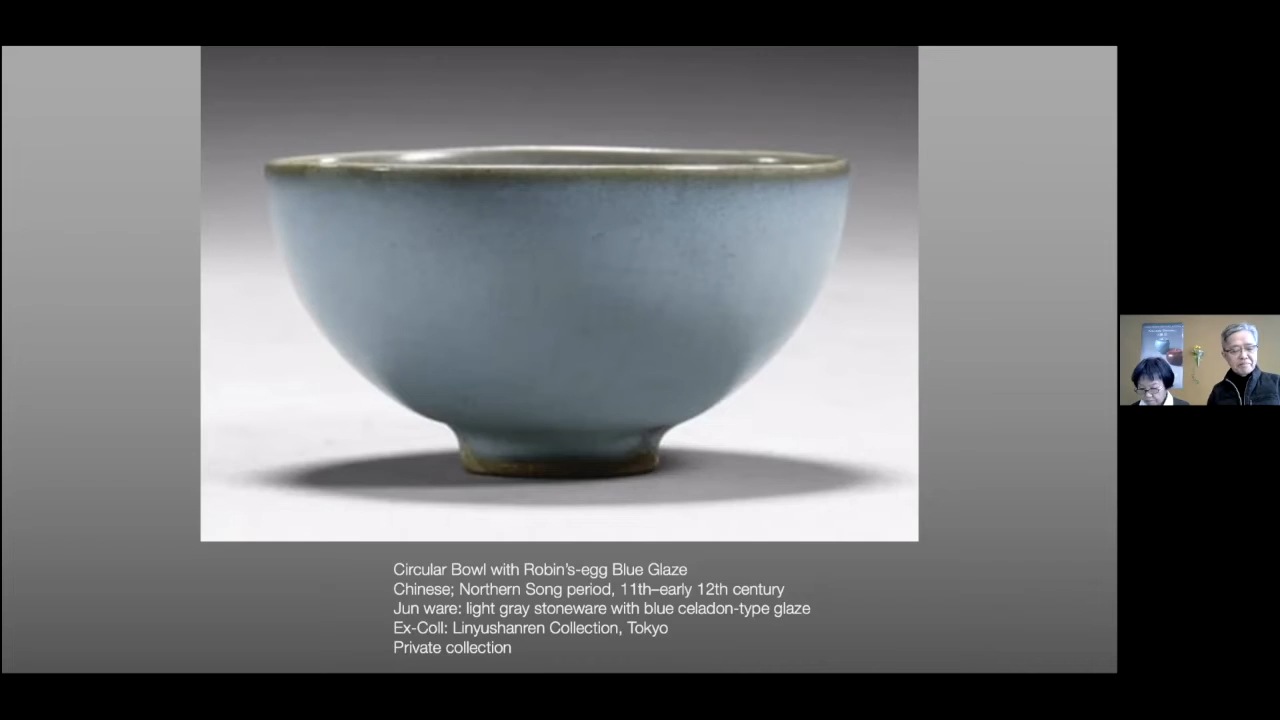 Circular Bowl with Robin's-egg Blue Glaze
Chinese; Northern Song period, 11th–early 12th century
Jun ware: light gray stoneware with blue celadon-type glaze
Ex-Coll: Linyushanren Collection, Tokyo
Private collection